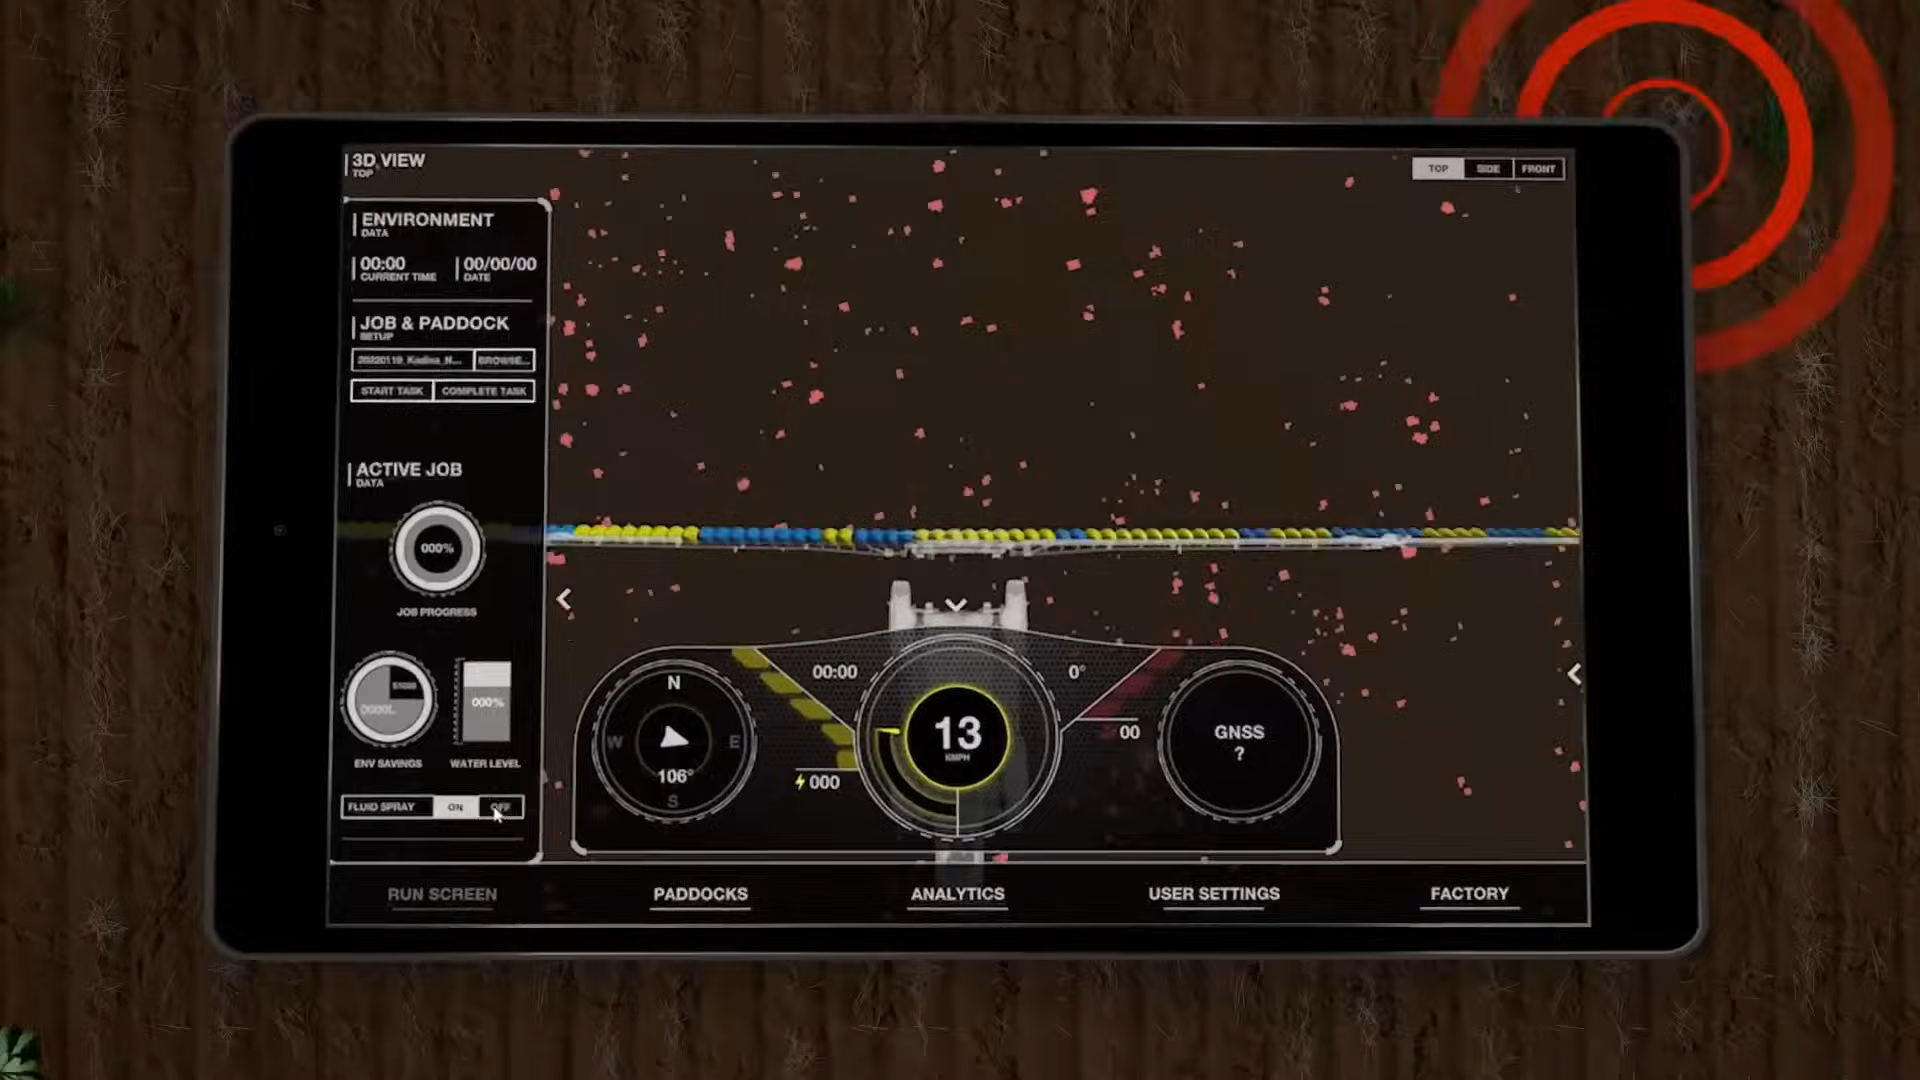 3D VIEW
TOP
TOP SIDE FRONT
ENVIRONMENT
DATA
00:00
CURRENT TIME
00/00/00
DATE
JOB & PADDOCK
SETUP
BROWSE...
START TASK COMPLETE TASK
ACTIVE JOB
DATA
000%
JOB PROGRESS
000%
ENV SAVINGS WATER LEVEL
FLUID SPRAY ON OFF
N
W E
106°
S
00:00
000
13
KMPH
0°
00
GNSS
?
RUN SCREEN PADDOCKS ANALYTICS USER SETTINGS FACTORY